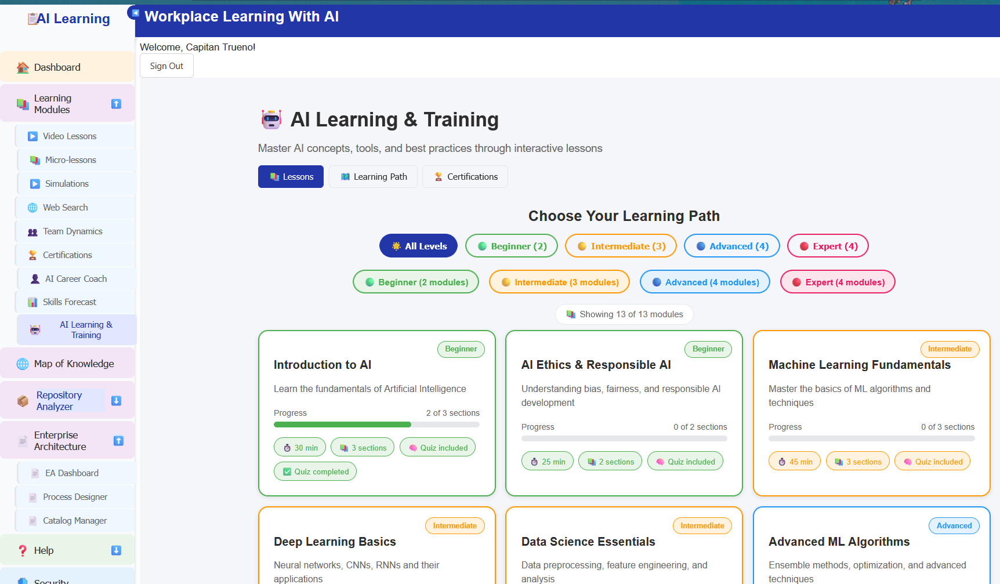 AI Learning
Workplace Learning With AI
Welcome, Capitan Trueno!
Sign Out
Dashboard
Learning
Modules
Video Lessons
Micro-lessons
Simulations
Web Search
Team Dynamics
Certifications
AI Career Coach
Skills Forecast
AI Learning &
Training
Map of Knowledge
Repository
Analyzer
Enterprise
Architecture
EA Dashboard
Process Designer
Catalog Manager
Help
Security
AI Learning & Training
Master AI concepts, tools, and best practices through interactive lessons
Lessons
Learning Path
Certifications
Choose Your Learning Path
All Levels
Beginner (2)
Intermediate (3)
Advanced (4)
Expert (4)
Beginner (2 modules)
Intermediate (3 modules)
Advanced (4 modules)
Expert (4 modules)
Showing 13 of 13 modules
Beginner
Introduction to AI
Learn the fundamentals of Artificial Intelligence
Progress
2 of 3 sections
30 min
3 sections
Quiz included
Quiz completed
Beginner
AI Ethics & Responsible AI
Understanding bias, fairness, and responsible AI
development
Progress
0 of 2 sections
25 min
2 sections
Quiz included
Intermediate
Machine Learning Fundamentals
Master the basics of ML algorithms and
techniques
Progress
0 of 3 sections
45 min
3 sections
Quiz included
Intermediate
Deep Learning Basics
Neural networks, CNNs, RNNs and their
applications
Intermediate
Data Science Essentials
Data preprocessing, feature engineering, and
analysis
Advanced
Advanced ML Algorithms
Ensemble methods, optimization, and advanced
techniques